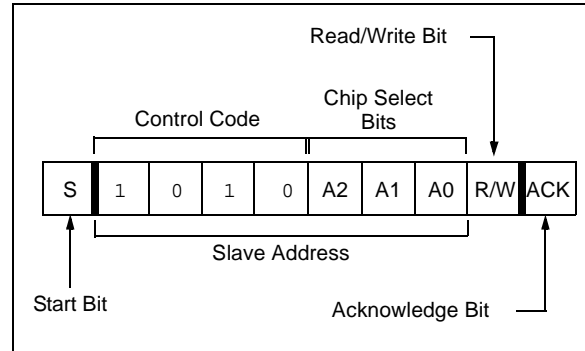 Read/Write Bit
Chip Select
Bits
Control Code
S 1 0 1 0 A2 A1 A0 R/W ACK
Slave Address
Start Bit
Acknowledge Bit